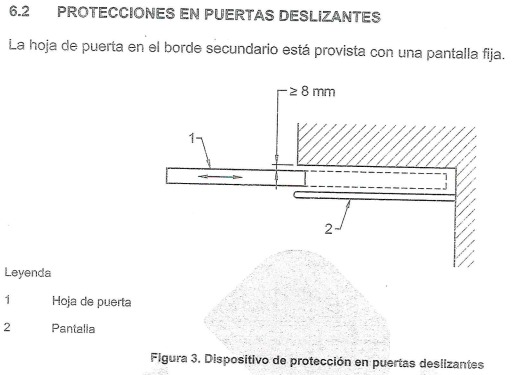 6.2 PROTECCIONES EN PUERTAS DESLIZANTES
La hoja de puerta en el borde secundario está provista con una pantalla fija.
≥ 8 mm
1
2
Leyenda
1 Hoja de puerta
2 Pantalla
Figura 3. Dispositivo de protección en puertas deslizantes